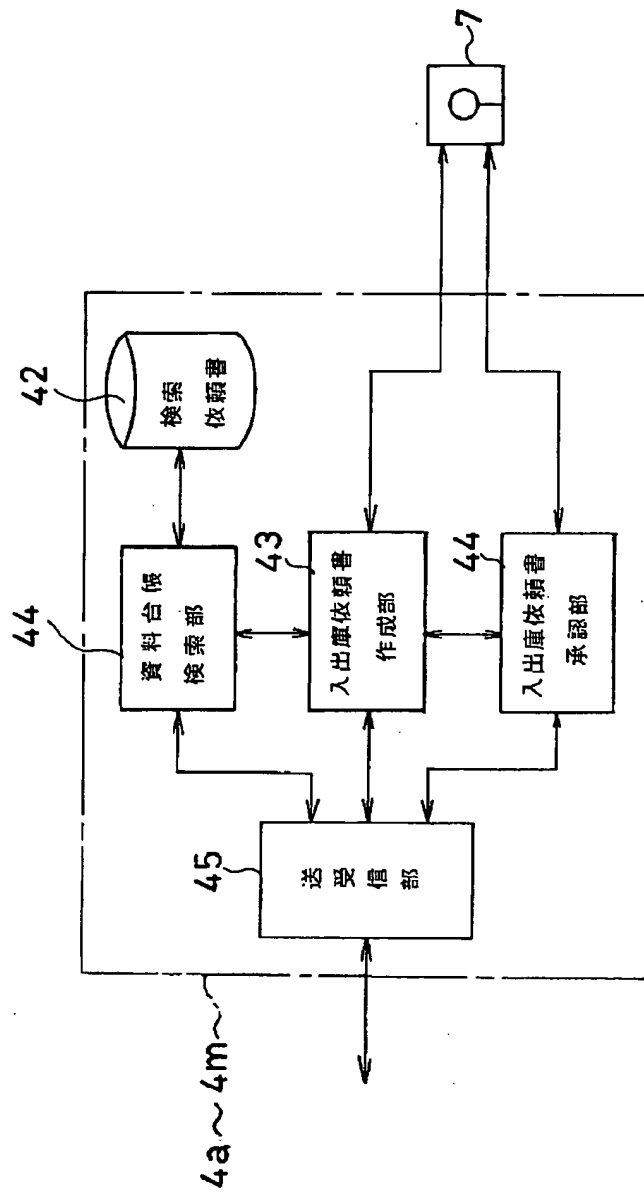 4a～4m
45
送受信部
44
資料台帳
検索部
42
検索
依頼書
43
入出庫依頼書
作成部
44
入出庫依頼書
承認部
7